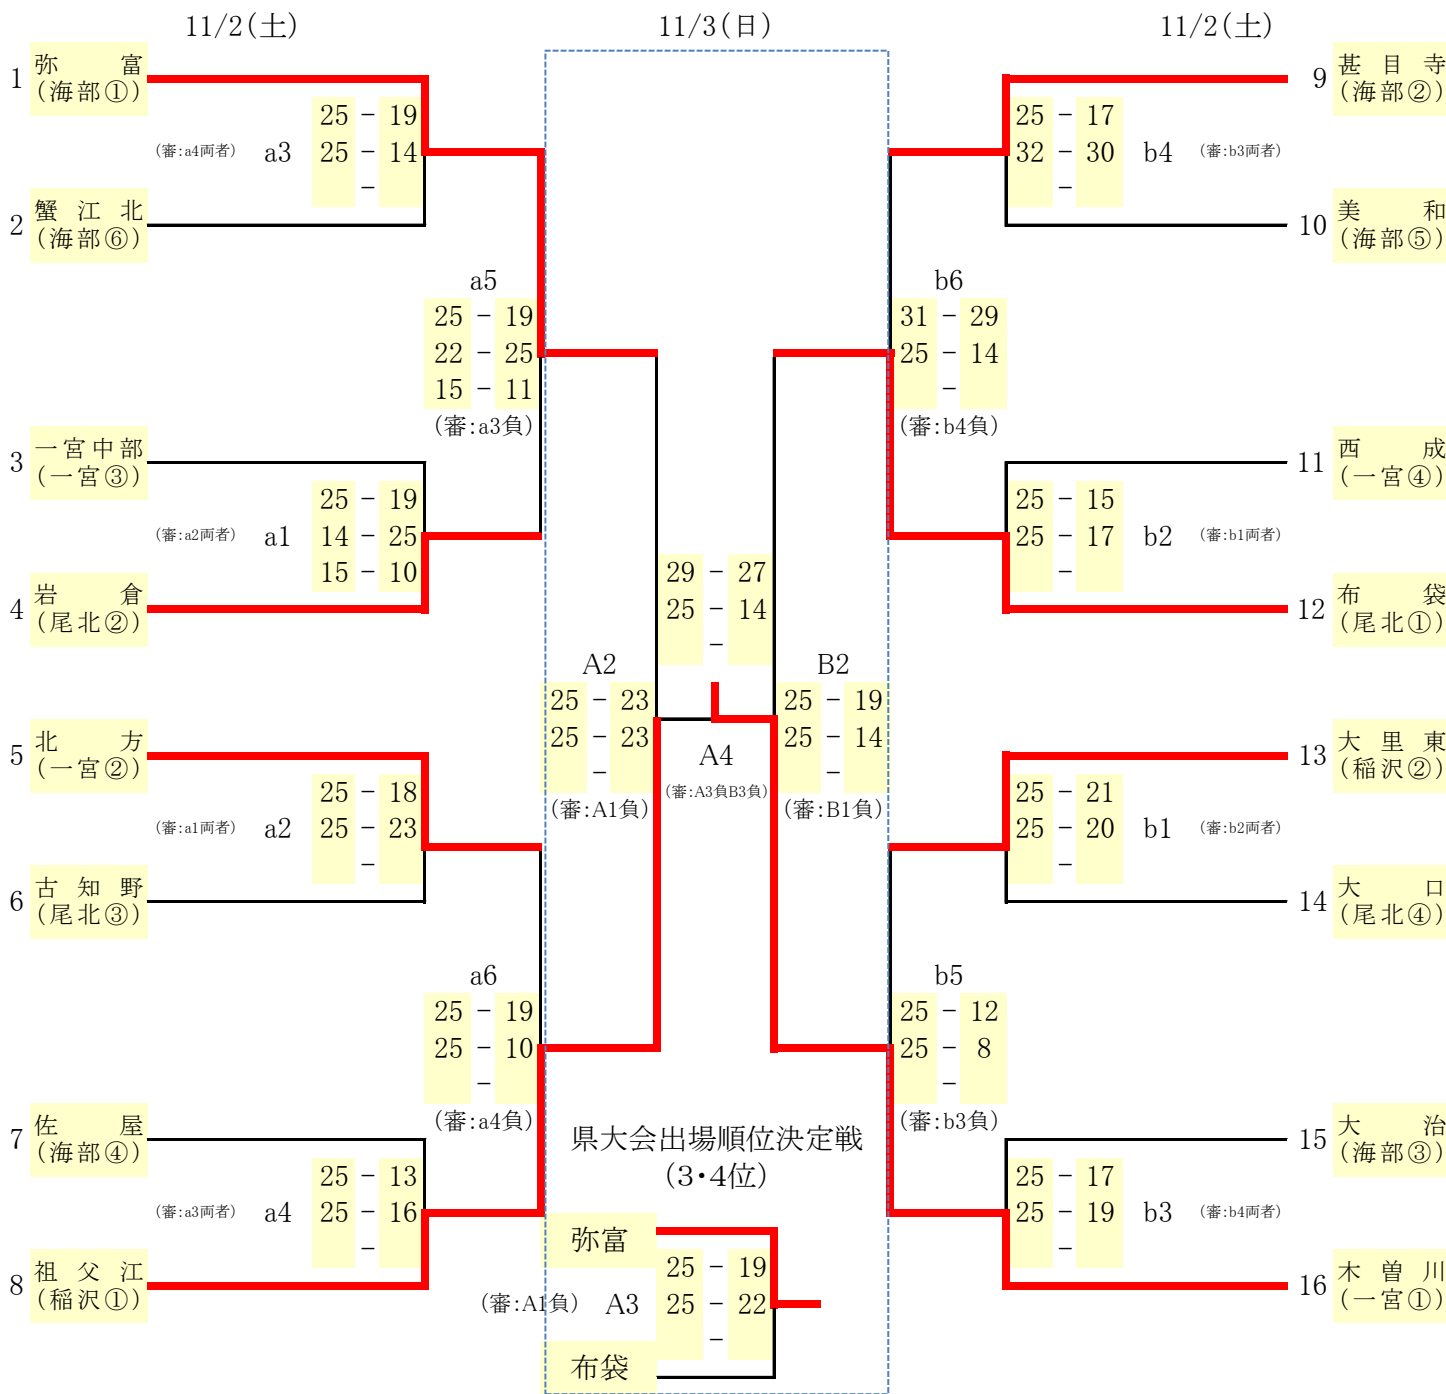 11/2(土)
11/3(日)
11/2(土)
1 弥富
(海部①)
25 - 19
(審:a4両者) a3 25 - 14
-
2 蟹江北
(海部⑥)
a5
25 - 19
22 - 25
15 - 11
(審:a3負)
3 一宮中部
(一宮③)
25 - 19
(審:a2両者) a1 14 - 25
15 - 10
4 岩倉
(尾北②)
5 北方
(一宮②)
25 - 18
(審:a1両者) a2 25 - 23
-
6 古知野
(尾北③)
a6
25 - 19
25 - 10
-
(審:a4負)
7 佐屋
(海部④)
25 - 13
(審:a3両者) a4 25 - 16
-
8 祖父江
(稲沢①)
29 - 27
25 - 14
-
A2
25 - 23
25 - 23
-
(審:A1負)
A4
(審:A3負B3負)
B2
25 - 19
25 - 14
-
(審:B1負)
県大会出場順位決定戦
(3・4位)
弥富
25 - 19
(審:A1負) A3 25 - 22
-
布袋
9 甚目寺
(海部②)
25 - 17
32 - 30 b4 (審:b3両者)
-
10 美和
(海部⑤)
b6
31 - 29
25 - 14
-
(審:b4負)
11 西成
(一宮④)
25 - 15
25 - 17 b2 (審:b1両者)
-
12 布袋
(尾北①)
13 大里東
(稲沢②)
25 - 21
25 - 20 b1 (審:b2両者)
-
14 大口
(尾北④)
b5
25 - 12
25 - 8
-
(審:b3負)
15 大治
(海部③)
25 - 17
25 - 19 b3 (審:b4両者)
-
16 木曽川
(一宮①)